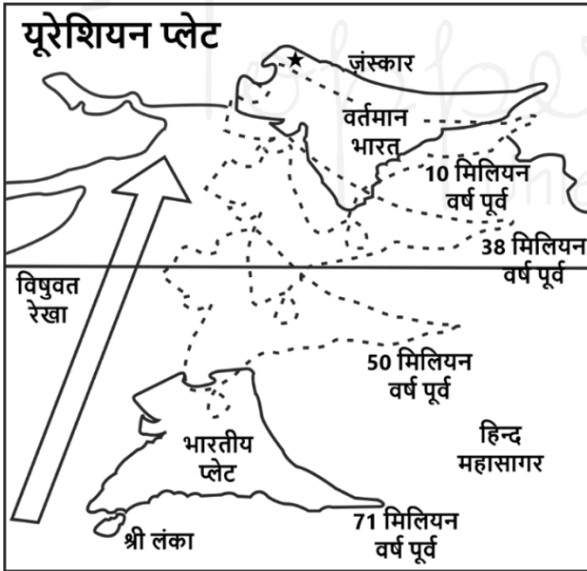 यूरेशियन प्लेट
ज़ंस्कार
वर्तमान
भारत
10 मिलियन
वर्ष पूर्व
38 मिलियन
वर्ष पूर्व
विषुवत
रेखा
50 मिलियन
वर्ष पूर्व
हिन्द
महासागर
भारतीय
प्लेट
71 मिलियन
वर्ष पूर्व
श्री लंका